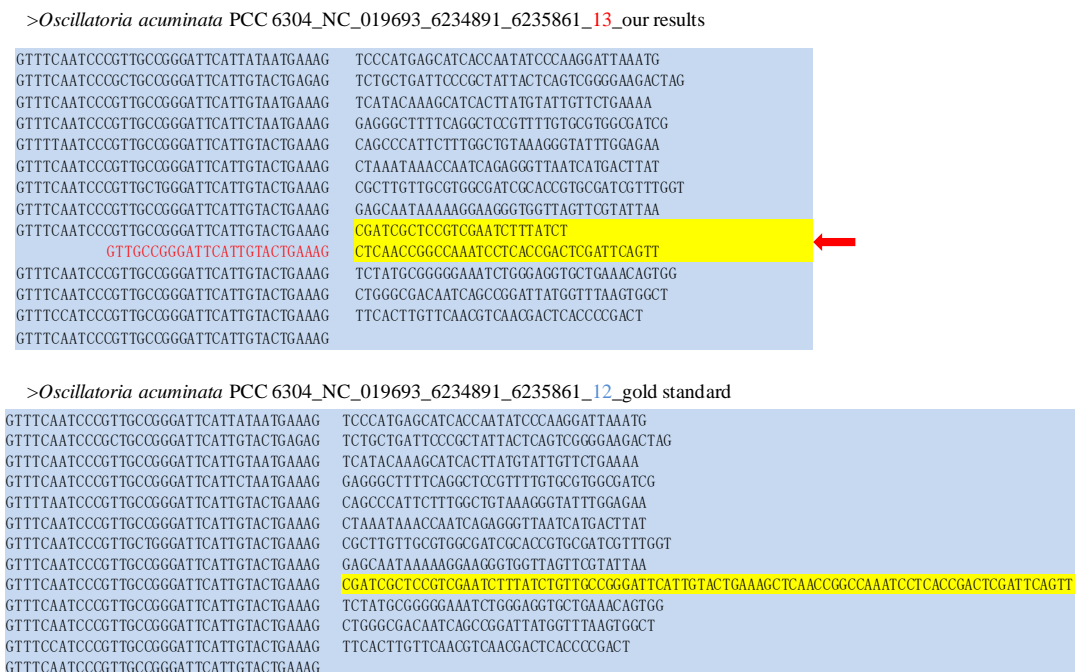 >Oscillatoria acuminata PCC 6304_NC_019693_6234891_6235861_13_our results
GTTTCAATCCCGTTGCCGGGATTCATTATAATGAAAG TCCCATGAGCATCACCAATATCCCAAGGATTAAATG
GTTTCAATCCCGCTGCCGGGATTCATTGTACTGAGAG TCTGCTGATTCCCGCTATTACTCAGTCGGGGAAGACTAG
GTTTCAATCCCGTTGCCGGGATTCATTGTAATGAAAG TCATACAAAGCATCACTTATGTATTGTTCTGAAAA
GTTTCAATCCCGTTGCCGGGATTCATTCTAATGAAAG GAGGGCTTTTCAGGCTCCGTTTTGTGCGTGGCGATCG
GTTTTAATCCCGTTGCCGGGATTCATTGTACTGAAAG CAGCCCATTCTTTGGCTGTAAAGGGTATTTGGAGAA
GTTTCAATCCCGTTGCCGGGATTCATTGTACTGAAAG CTAAATAAACCAATCAGAGGGTTAATCATGACTTAT
GTTTCAATCCCGTTGCTGGGATTCATTGTACTGAAAG CGCTTGTTGCGTGGCGATCGCACCGTGCGATCGTTTGGT
GTTTCAATCCCGTTGCCGGGATTCATTGTACTGAAAG GAGCAATAAAAAGGAAGGGTGGTTAGTTCGTATTAA
GTTTCAATCCCGTTGCCGGGATTCATTGTACTGAAAG CGATCGCTCCGTCGAATCTTTATCT
GTTGCCGGGATTCATTGTACTGAAAG CTCAACCGGCCAAATCCTCACCGACTCGATTCAGTT
GTTTCAATCCCGTTGCCGGGATTCATTGTACTGAAAG TCTATGCGGGGGAAATCTGGGAGGTGCTGAAACAGTGG
GTTTCAATCCCGTTGCCGGGATTCATTGTACTGAAAG CTGGGCGACAATCAGCCGGATTATGGTTTAAGTGGCT
GTTTCCATCCCGTTGCCGGGATTCATTGTACTGAAAG TTCACTTGTTCAACGTCAACGACTCACCCCGACT
GTTTCAATCCCGTTGCCGGGATTCATTGTACTGAAAG
>Oscillatoria acuminata PCC 6304_NC_019693_6234891_6235861_12_gold standard
GTTTCAATCCCGTTGCCGGGATTCATTATAATGAAAG TCCCATGAGCATCACCAATATCCCAAGGATTAAATG
GTTTCAATCCCGCTGCCGGGATTCATTGTACTGAGAG TCTGCTGATTCCCGCTATTACTCAGTCGGGGAAGACTAG
GTTTCAATCCCGTTGCCGGGATTCATTGTAATGAAAG TCATACAAAGCATCACTTATGTATTGTTCTGAAAA
GTTTCAATCCCGTTGCCGGGATTCATTCTAATGAAAG GAGGGCTTTTCAGGCTCCGTTTTGTGCGTGGCGATCG
GTTTTAATCCCGTTGCCGGGATTCATTGTACTGAAAG CAGCCCATTCTTTGGCTGTAAAGGGTATTTGGAGAA
GTTTCAATCCCGTTGCCGGGATTCATTGTACTGAAAG CTAAATAAACCAATCAGAGGGTTAATCATGACTTAT
GTTTCAATCCCGTTGCTGGGATTCATTGTACTGAAAG CGCTTGTTGCGTGGCGATCGCACCGTGCGATCGTTTGGT
GTTTCAATCCCGTTGCCGGGATTCATTGTACTGAAAG GAGCAATAAAAAGGAAGGGTGGTTAGTTCGTATTAA
GTTTCAATCCCGTTGCCGGGATTCATTGTACTGAAAG CGATCGCTCCGTCGAATCTTTATCTGTTGCCGGGATTCATTGTACTGAAAGCTCAACCGGCCAAATCCTCACCGACTCGATTCAGTT
GTTTCAATCCCGTTGCCGGGATTCATTGTACTGAAAG TCTATGCGGGGGAAATCTGGGAGGTGCTGAAACAGTGG
GTTTCAATCCCGTTGCCGGGATTCATTGTACTGAAAG CTGGGCGACAATCAGCCGGATTATGGTTTAAGTGGCT
GTTTCCATCCCGTTGCCGGGATTCATTGTACTGAAAG TTCACTTGTTCAACGTCAACGACTCACCCCGACT
GTTTCAATCCCGTTGCCGGGATTCATTGTACTGAAAG